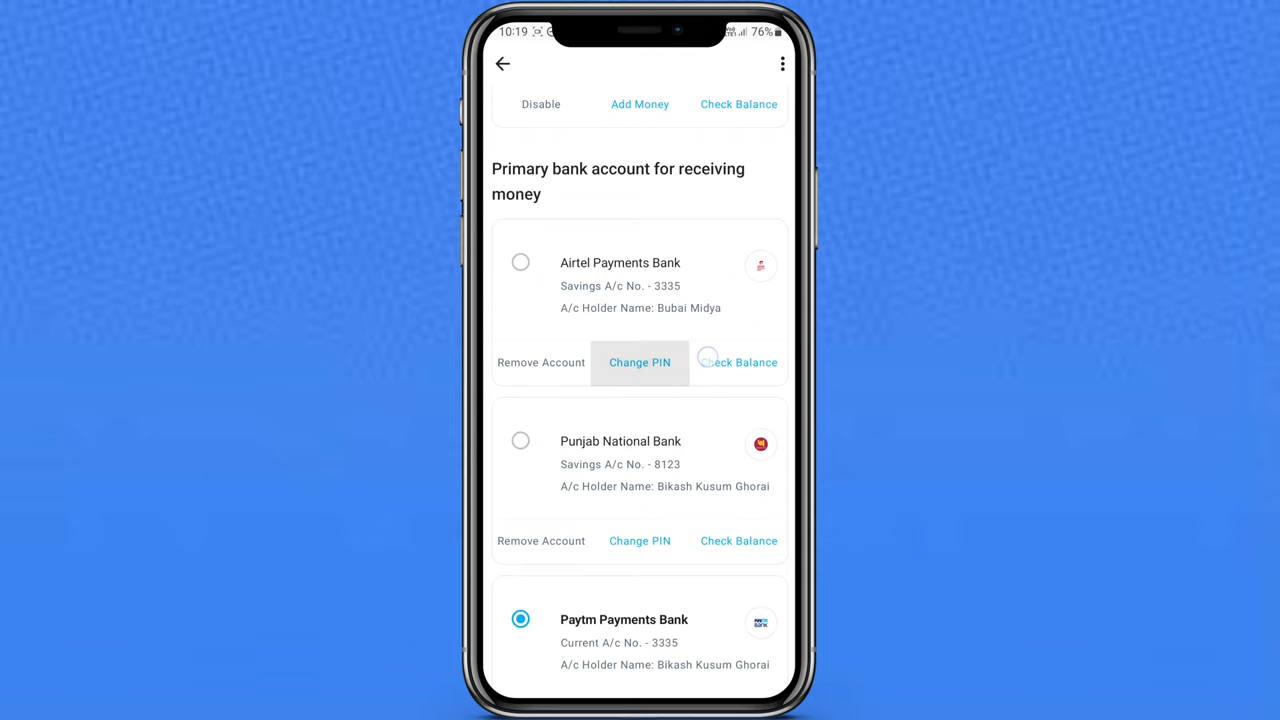 10:19
76%
Disable
Add Money
Check Balance
Primary bank account for receiving
money
Airtel Payments Bank
Savings A/c No. - 3335
A/c Holder Name: Bubai Midya
Remove Account
Change PIN
Check Balance
Punjab National Bank
Savings A/c No. - 8123
A/c Holder Name: Bikash Kusum Ghorai
Remove Account
Change PIN
Check Balance
Paytm Payments Bank
Current A/c No. - 3335
A/c Holder Name: Bikash Kusum Ghorai